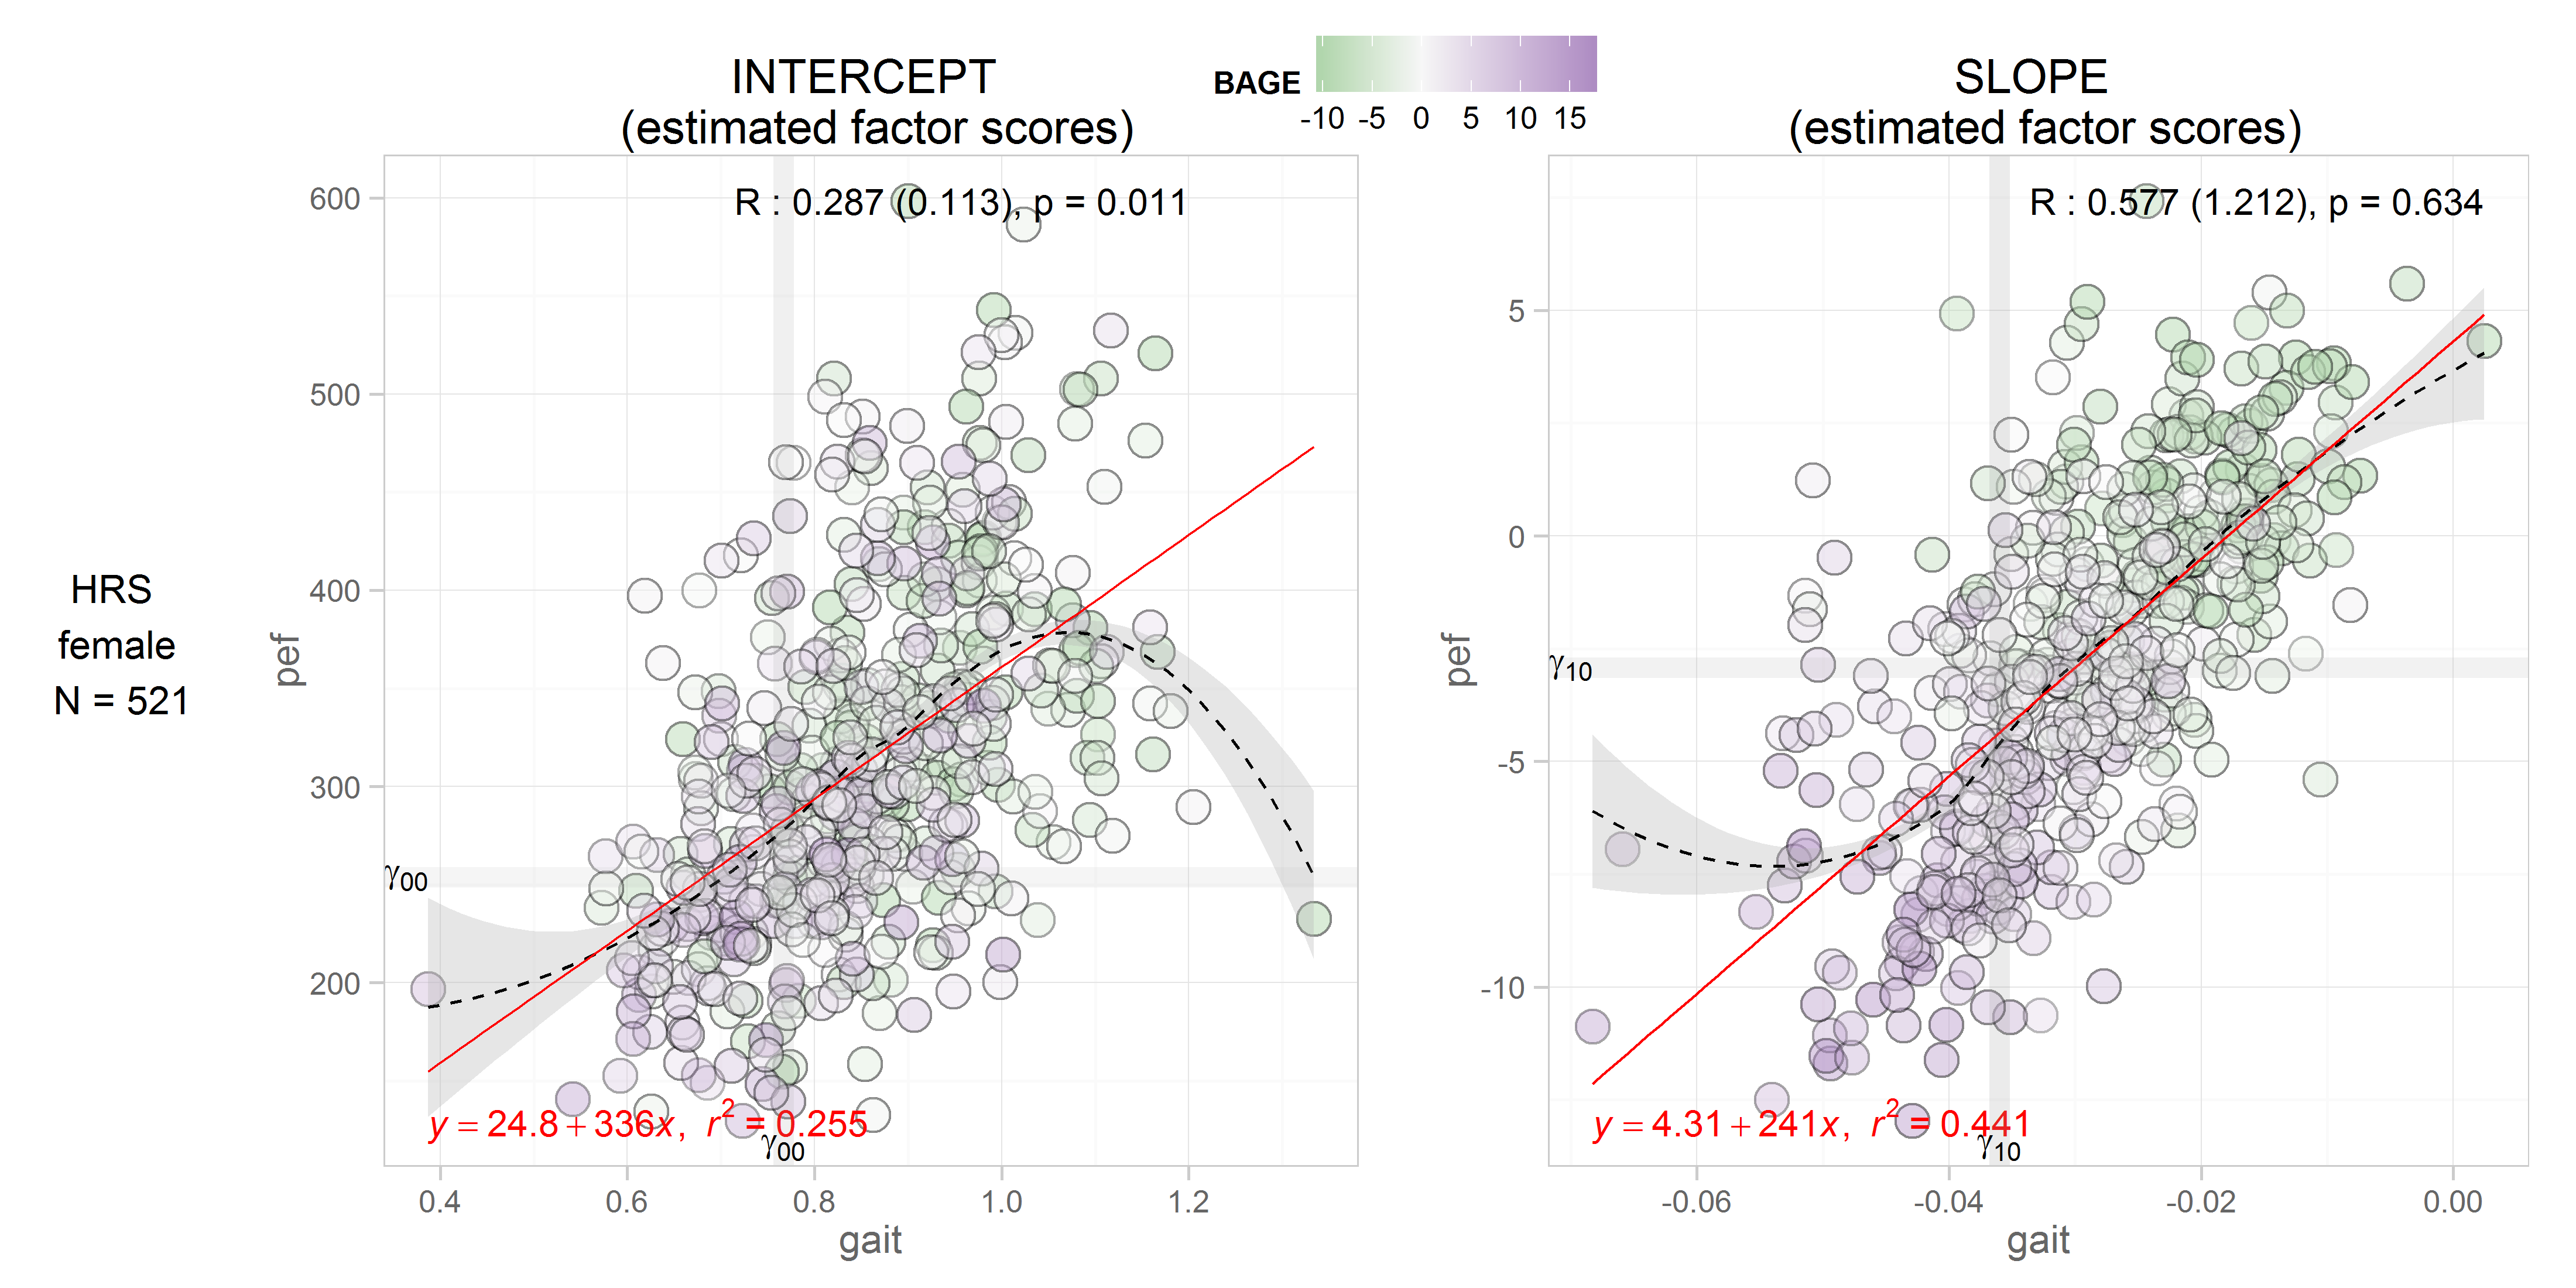 BAGE
-10 -5 0 5 10 15
INTERCEPT
(estimated factor scores)
SLOPE
(estimated factor scores)
HRS
female
N = 521
R : 0.287 (0.113), p = 0.011
600
500
400
300
200
pef
γ00
y = 24.8 + 336x, r² = 0.255
γ00
0.4 0.6 0.8 1.0 1.2
gait
R : 0.577 (1.212), p = 0.634
5
0
-5
-10
pef
γ10
y = 4.31 + 241x, r² = 0.441
γ10
-0.06 -0.04 -0.02 0.00
gait